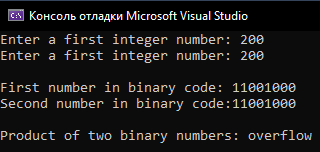 Консоль отладки Microsoft Visual Studio
Enter a first integer number: 200
Enter a first integer number: 200
First number in binary code: 11001000
Second number in binary code:11001000
Product of two binary numbers: overflow